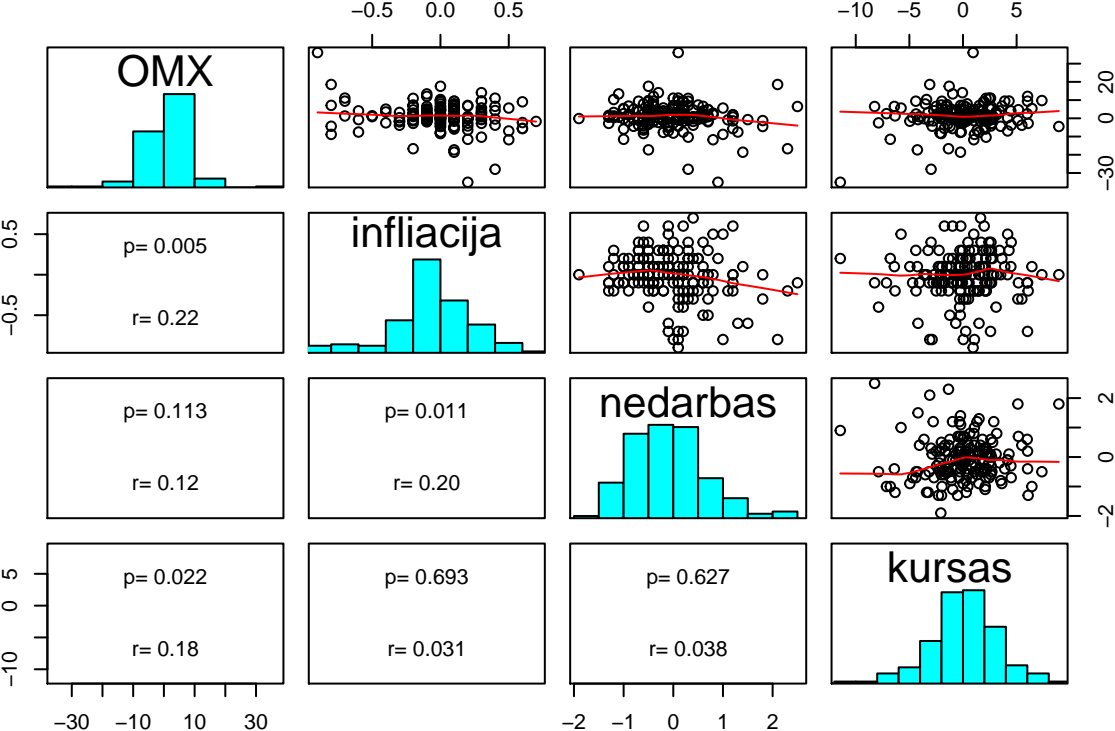 −0.5 0.0 0.5
−10 −5 0 5
OMX
−30 0 20
−0.5 0.5
p= 0.005
r= 0.22
infliacija
p= 0.113
r= 0.12
p= 0.011
r= 0.20
nedarbas
−2 0 2
−10 0 5
p= 0.022
r= 0.18
p= 0.693
r= 0.031
p= 0.627
r= 0.038
kursas
−30 −10 10 30
−2 −1 0 1 2